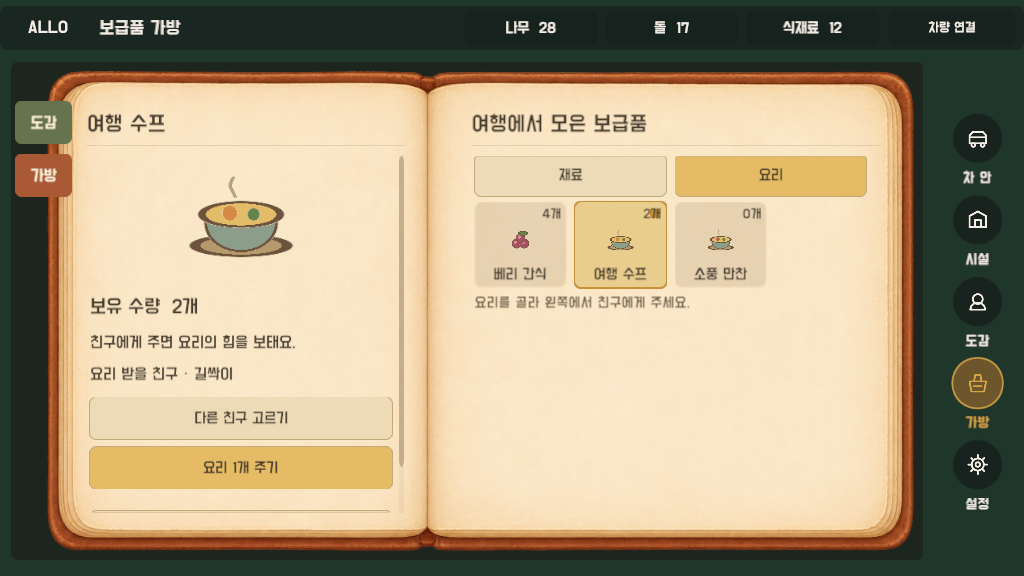 ALLO 보급품 가방 나무 28 돌 17 식재료 12 차량 연결
도감
가방
여행 수프
보유 수량 2개
친구에게 주면 요리의 힘을 보태요.
요리 받을 친구 · 길싹이
다른 친구 고르기
요리 1개 주기
여행에서 모은 보급품
재료 요리
4개 2개 0개
베리 간식 여행 수프 소풍 만찬
요리를 골라 왼쪽에서 친구에게 주세요.
차 안
시설
도감
가방
설정